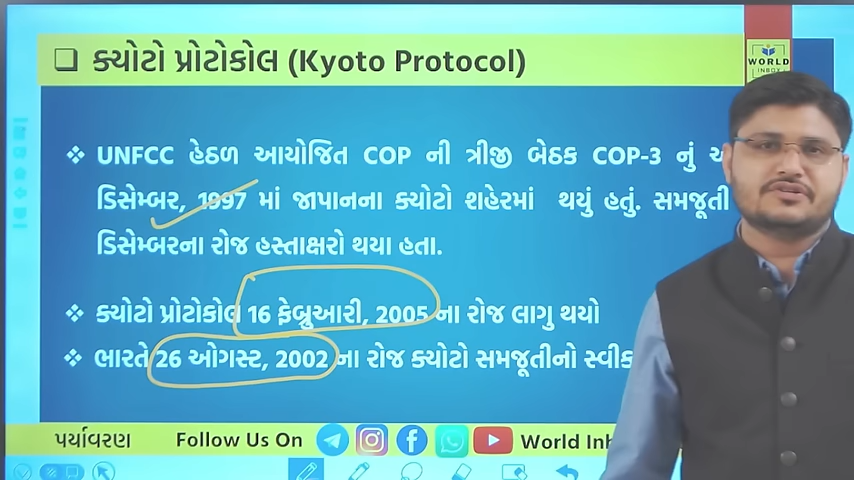 ❑ ક્યોટો પ્રોટોકોલ (Kyoto Protocol)
WORLD
INBOX
❖ UNFCC હેઠળ આયોજિત COP ની ત્રીજી બેઠક COP-3 નું
ડિસેમ્બર, 1997 માં જાપાનના ક્યોટો શહેરમાં થયું હતું. સમજૂતી
ડિસેમ્બરના રોજ હસ્તાક્ષરો થયા હતા.
❖ ક્યોટો પ્રોટોકોલ 16 ફેબ્રુઆરી, 2005 ના રોજ લાગુ થયો
❖ ભારતે 26 ઓગસ્ટ, 2002 ના રોજ ક્યોટો સમજૂતીનો
પર્યાવરણ Follow Us On World